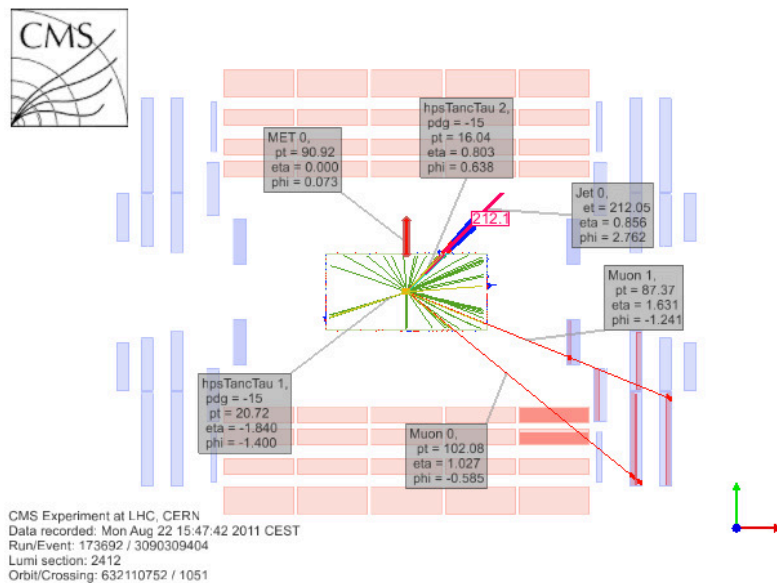 CMS
hpsTancTau 2,
pdg = -15
pt = 16.04
eta = 0.803
phi = 0.638
MET 0,
pt = 90.92
eta = 0.000
phi = 0.073
Jet 0,
et = 212.05
eta = 0.856
phi = 2.762
212.1
Muon 1,
pt = 87.37
eta = 1.631
phi = -1.241
hpsTancTau 1,
pdg = -15
pt = 20.72
eta = -1.840
phi = -1.400
Muon 0,
pt = 102.08
eta = 1.027
phi = -0.585
CMS Experiment at LHC, CERN
Data recorded: Mon Aug 22 15:47:42 2011 CEST
Run/Event: 173692 / 3090309404
Lumi section: 2412
Orbit/Crossing: 632110752 / 1051